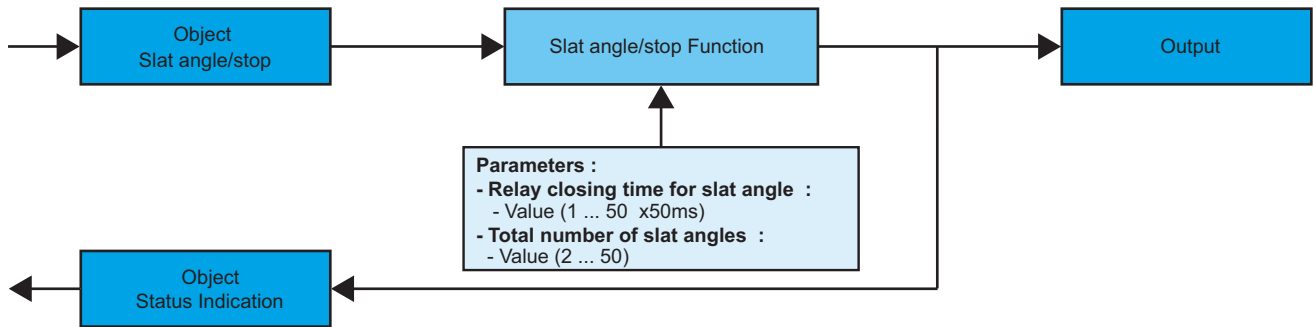 Object
Slat angle/stop
Slat angle/stop Function
Output
Parameters :
- Relay closing time for slat angle :
- Value (1 ... 50 x50ms)
- Total number of slat angles :
- Value (2 ... 50)
Object
Status Indication